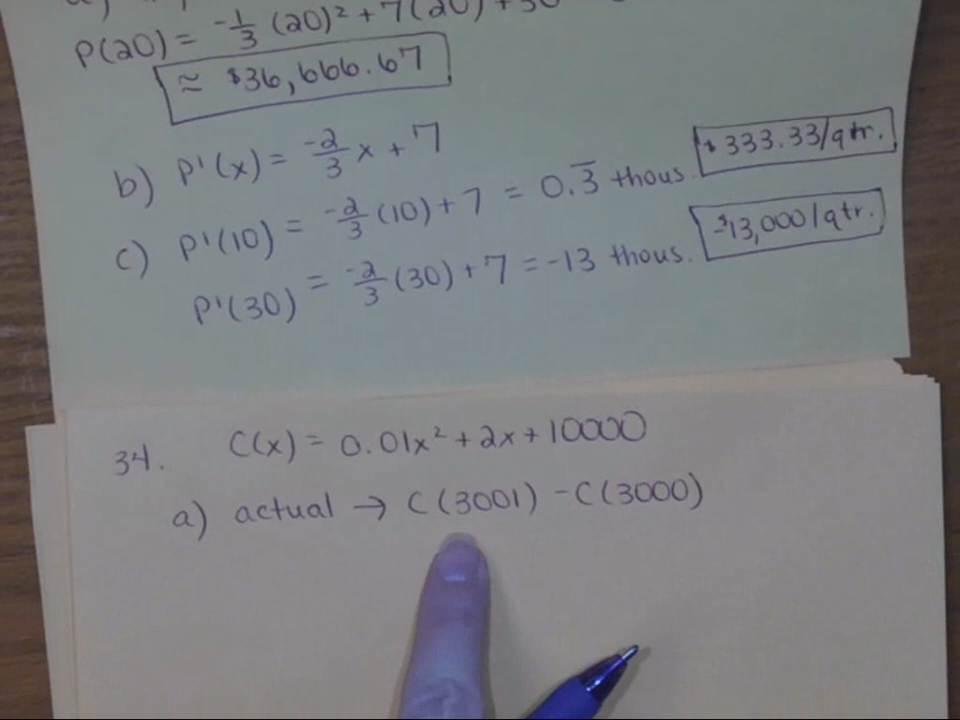 P(20) = -1/3 (20)² + 7(20) +
≈ $36,666.67
b) P'(x) = -2/3 x + 7
c) P'(10) = -2/3 (10) + 7 = 0.3̅ thous. $333.33/qtr.
P'(30) = -2/3 (30) + 7 = -13 thous. -$13,000/qtr.
34. C(x) = 0.01x² + 2x + 10000
a) actual → C(3001) - C(3000)